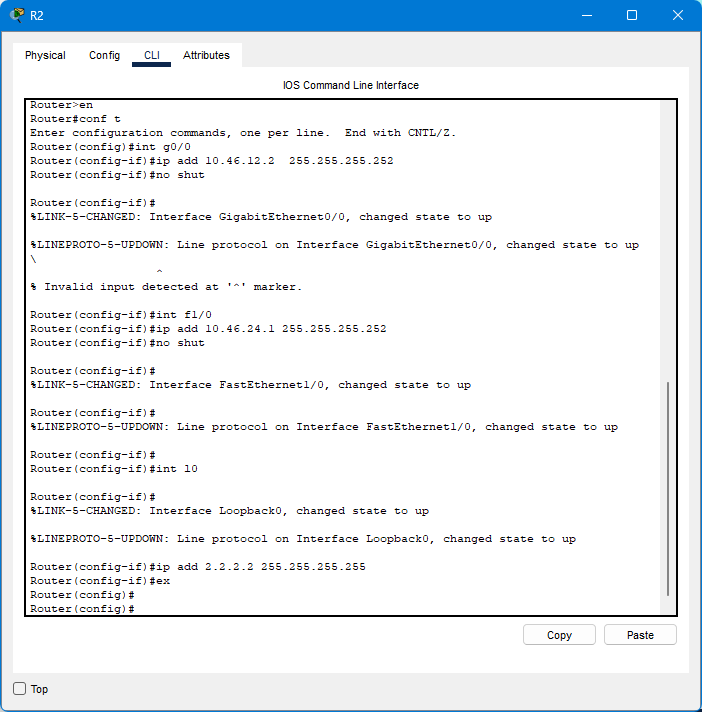 R2
Physical Config CLI Attributes
IOS Command Line Interface
Router>en
Router#conf t
Enter configuration commands, one per line.  End with CNTL/Z.
Router(config)#int g0/0
Router(config-if)#ip add 10.46.12.2  255.255.255.252
Router(config-if)#no shut
Router(config-if)#
%LINK-5-CHANGED: Interface GigabitEthernet0/0, changed state to up
%LINEPROTO-5-UPDOWN: Line protocol on Interface GigabitEthernet0/0, changed state to up
\
^
% Invalid input detected at '^' marker.
Router(config-if)#int f1/0
Router(config-if)#ip add 10.46.24.1 255.255.255.252
Router(config-if)#no shut
Router(config-if)#
%LINK-5-CHANGED: Interface FastEthernet1/0, changed state to up
Router(config-if)#
%LINEPROTO-5-UPDOWN: Line protocol on Interface FastEthernet1/0, changed state to up
Router(config-if)#
Router(config-if)#int l0
Router(config-if)#
%LINK-5-CHANGED: Interface Loopback0, changed state to up
%LINEPROTO-5-UPDOWN: Line protocol on Interface Loopback0, changed state to up
Router(config-if)#ip add 2.2.2.2 255.255.255.255
Router(config-if)#ex
Router(config)#
Router(config)#
Copy Paste
Top